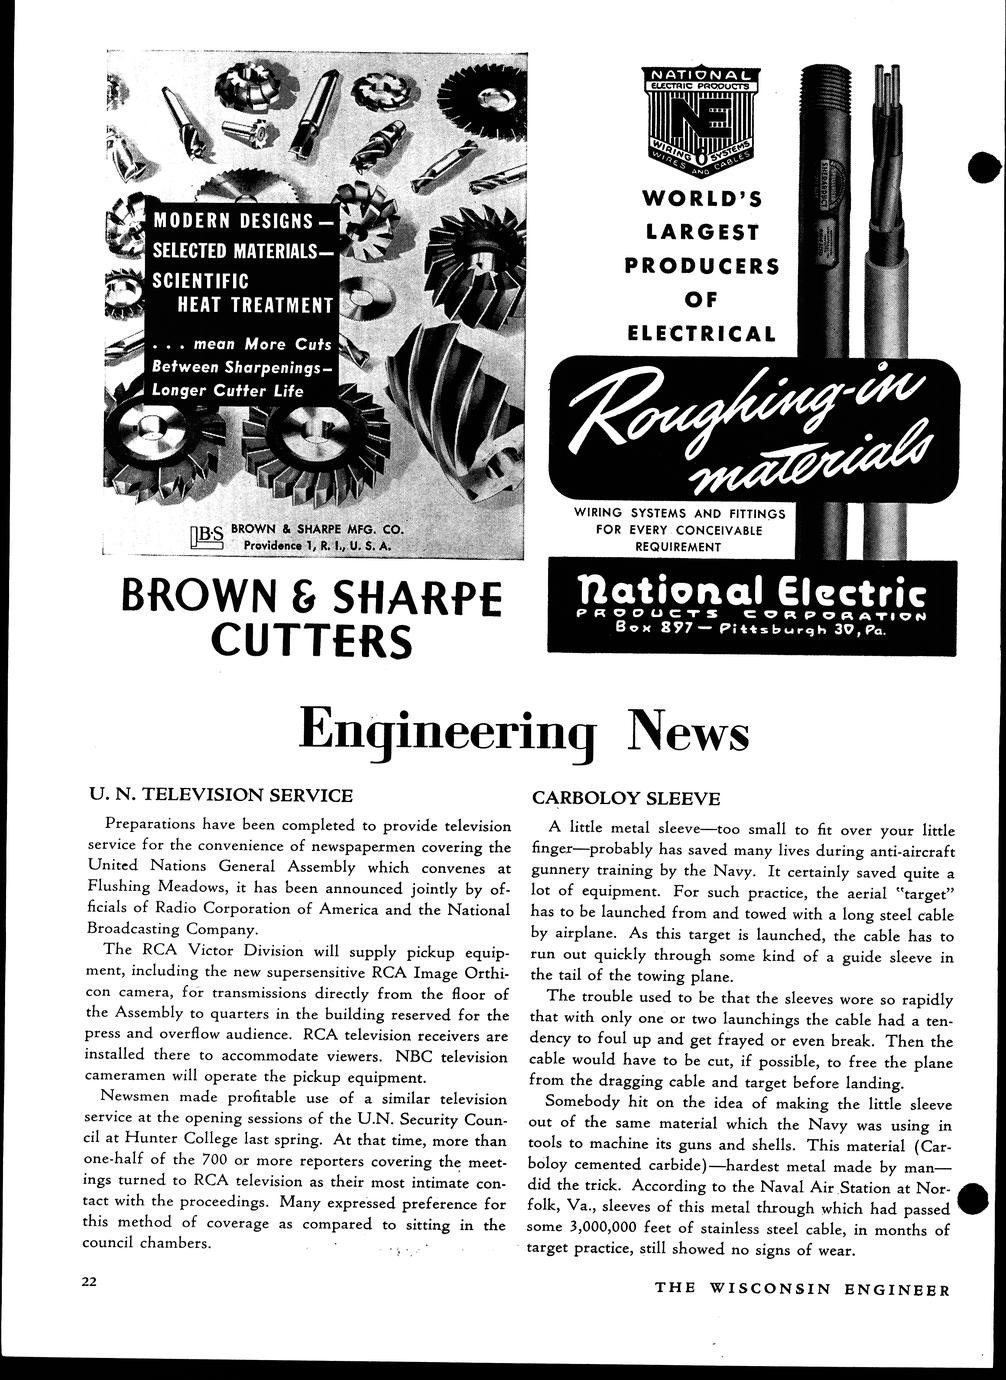 MODERN DESIGNS—
SELECTED MATERIALS—
SCIENTIFIC
HEAT TREATMENT
. . . mean More Cuts
Between Sharpenings—
Longer Cutter Life
B·S BROWN & SHARPE MFG. CO.
Providence 1, R. I., U. S. A.
BROWN & SHARPE
CUTTERS
NATIONAL
ELECTRIC PRODUCTS
NE
WIRING SYSTEMS
&
WIRES AND CABLES
WORLD'S
LARGEST
PRODUCERS
OF
ELECTRICAL
Roughing-in
materials
WIRING SYSTEMS AND FITTINGS
FOR EVERY CONCEIVABLE
REQUIREMENT
National Electric
PRODUCTS CORPORATION
Box 897—Pittsburgh 30, Pa.
Engineering News
U. N. TELEVISION SERVICE
Preparations have been completed to provide television
service for the convenience of newspapermen covering the
United Nations General Assembly which convenes at
Flushing Meadows, it has been announced jointly by of-
ficials of Radio Corporation of America and the National
Broadcasting Company.
The RCA Victor Division will supply pickup equip-
ment, including the new supersensitive RCA Image Orthi-
con camera, for transmissions directly from the floor of
the Assembly to quarters in the building reserved for the
press and overflow audience. RCA television receivers are
installed there to accommodate viewers. NBC television
cameramen will operate the pickup equipment.
Newsmen made profitable use of a similar television
service at the opening sessions of the U.N. Security Coun-
cil at Hunter College last spring. At that time, more than
one-half of the 700 or more reporters covering the meet-
ings turned to RCA television as their most intimate con-
tact with the proceedings. Many expressed preference for
this method of coverage as compared to sitting in the
council chambers.
CARBOLOY SLEEVE
A little metal sleeve—too small to fit over your little
finger—probably has saved many lives during anti-aircraft
gunnery training by the Navy. It certainly saved quite a
lot of equipment. For such practice, the aerial "target"
has to be launched from and towed with a long steel cable
by airplane. As this target is launched, the cable has to
run out quickly through some kind of a guide sleeve in
the tail of the towing plane.
The trouble used to be that the sleeves wore so rapidly
that with only one or two launchings the cable had a ten-
dency to foul up and get frayed or even break. Then the
cable would have to be cut, if possible, to free the plane
from the dragging cable and target before landing.
Somebody hit on the idea of making the little sleeve
out of the same material which the Navy was using in
tools to machine its guns and shells. This material (Car-
boloy cemented carbide)—hardest metal made by man—
did the trick. According to the Naval Air Station at Nor-
folk, Va., sleeves of this metal through which had passed
some 3,000,000 feet of stainless steel cable, in months of
target practice, still showed no signs of wear.
22
THE WISCONSIN ENGINEER